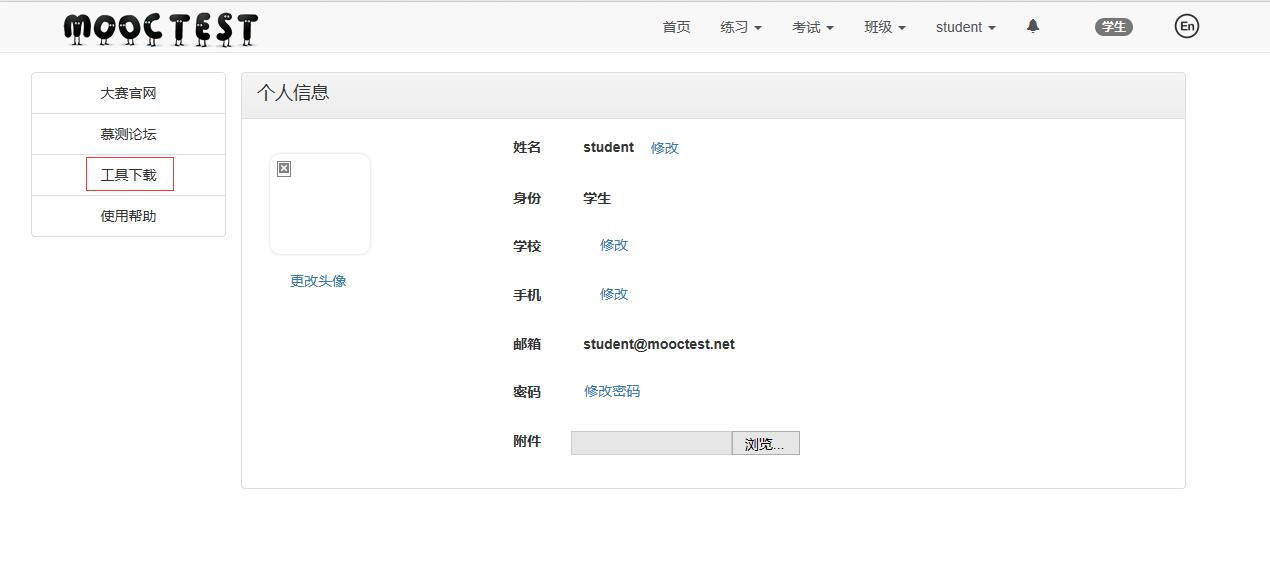 MOOCTEST
首页 练习 考试 班级 student 学生 En
大赛官网
慕测论坛
工具下载
使用帮助
个人信息
更改头像
姓名 student 修改
身份 学生
学校 修改
手机 修改
邮箱 student@mooctest.net
密码 修改密码
附件 浏览...